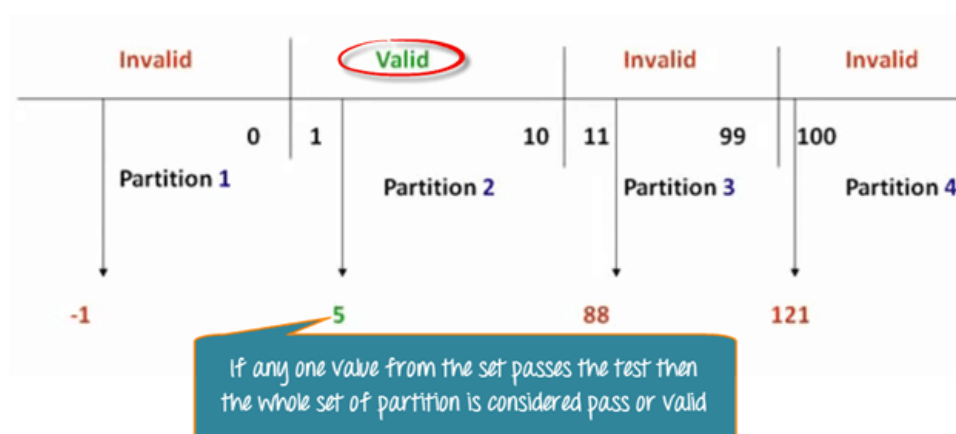 Invalid Valid Invalid Invalid
0 1 10 11 99 100
Partition 1 Partition 2 Partition 3 Partition 4
-1 5 88 121
If any one value from the set passes the test then
the whole set of partition is considered pass or valid